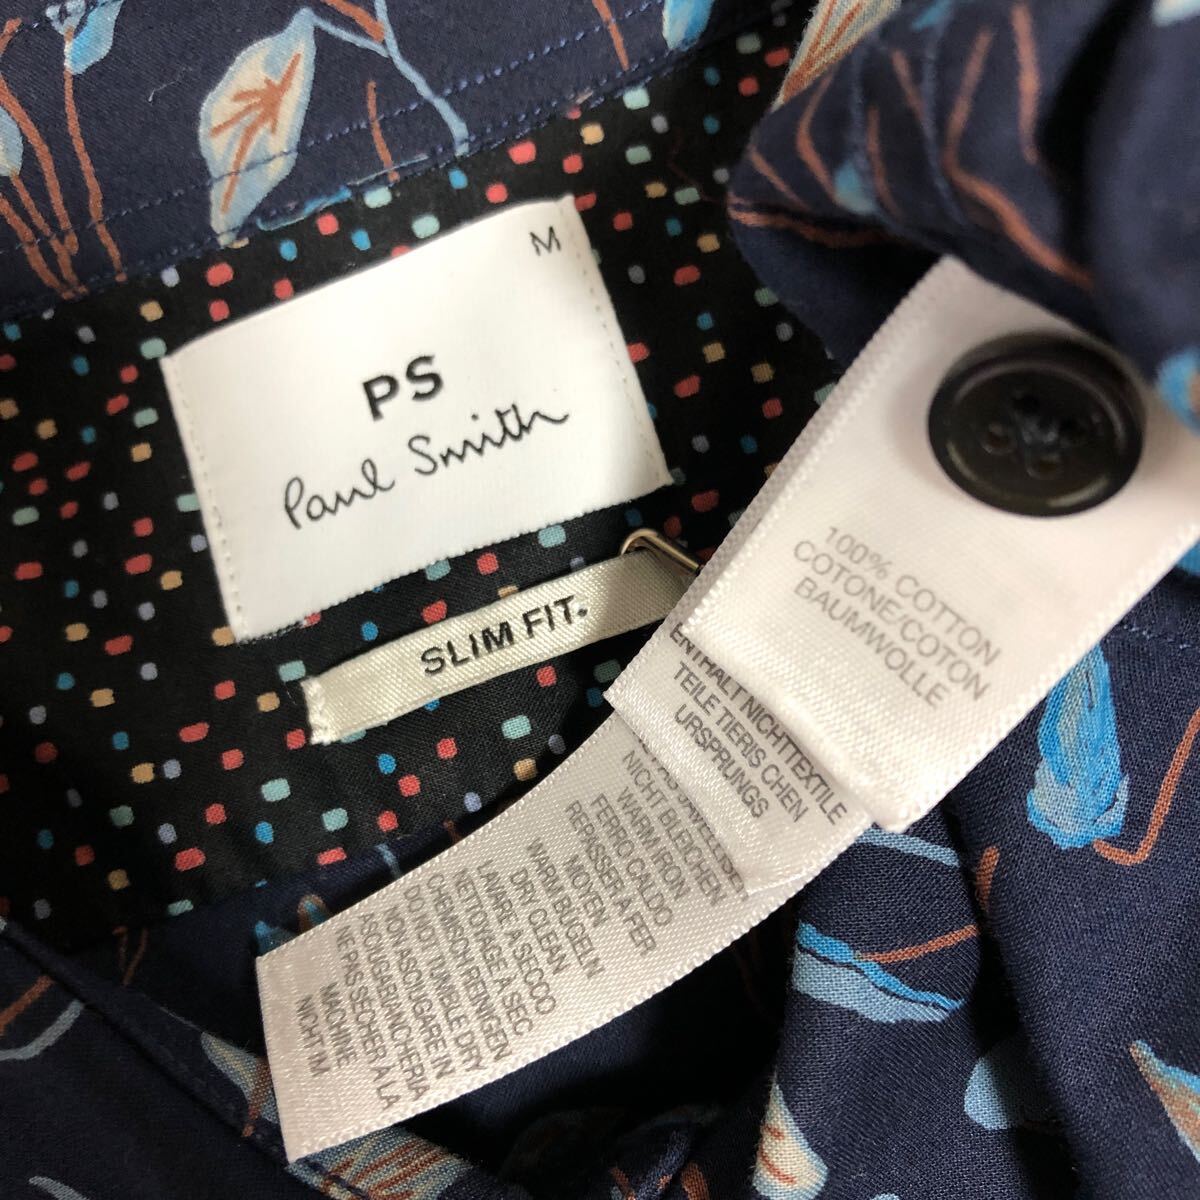 M
PS
Paul Smith
SLIM FIT.
100% COTTON
COTONE/COTON
BAUMWOLLE
ENTHALT NICHTTEXTILE
TEILE TIERIS CHEN
URSPRUNGS
NICHT BLEICHEN
WARM IRON
FERRO CALDO
REPASSER A FER
MOYEN
WARM BUGELN
DRY CLEAN
LAVARE A SECCO
NETTOYAGE A SEC
CHEMISCH REINIGEN
DO NOT TUMBLE DRY
NON ASCIUGARE IN
ASCIUGABIANCHERIA
NE PAS SECHER A LA
MACHINE
NICHT IM